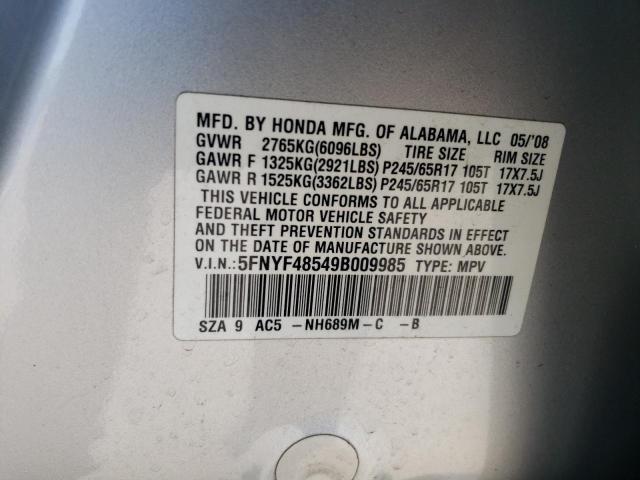 MFD. BY HONDA MFG. OF ALABAMA, LLC 05/'08
GVWR 2765KG(6096LBS) TIRE SIZE RIM SIZE
GAWR F 1325KG(2921LBS) P245/65R17 105T 17X7.5J
GAWR R 1525KG(3362LBS) P245/65R17 105T 17X7.5J
THIS VEHICLE CONFORMS TO ALL APPLICABLE
FEDERAL MOTOR VEHICLE SAFETY
AND THEFT PREVENTION STANDARDS IN EFFECT
ON THE DATE OF MANUFACTURE SHOWN ABOVE.
V.I.N.:5FNYF48549B009985 TYPE: MPV
SZA 9 AC5 -NH689M-C -B